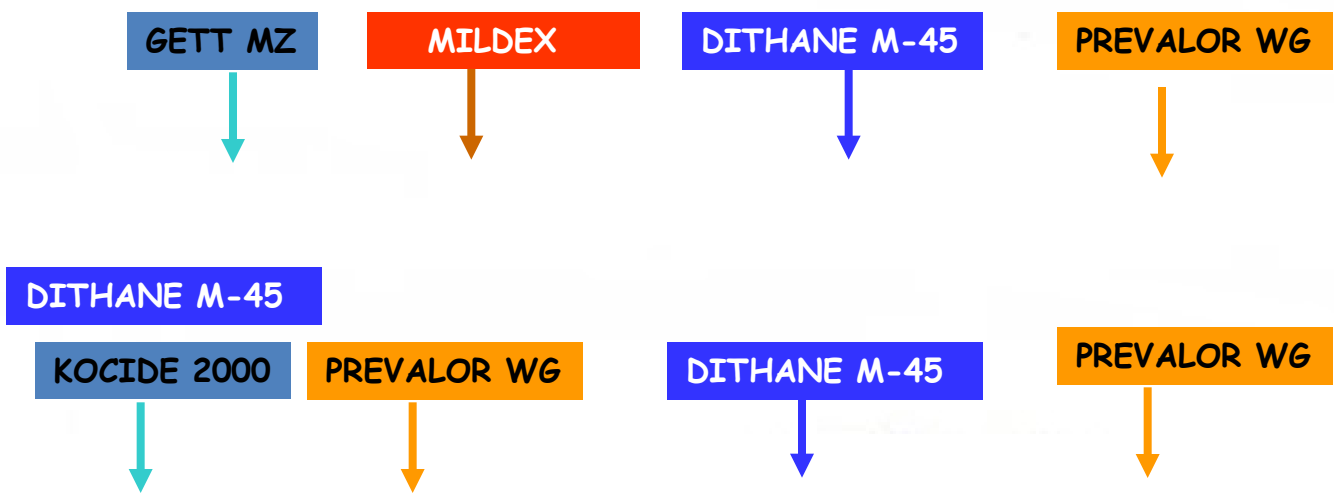 GETT MZ
MILDEX
DITHANE M-45
PREVALOR WG
DITHANE M-45
KOCIDE 2000
PREVALOR WG
DITHANE M-45
PREVALOR WG